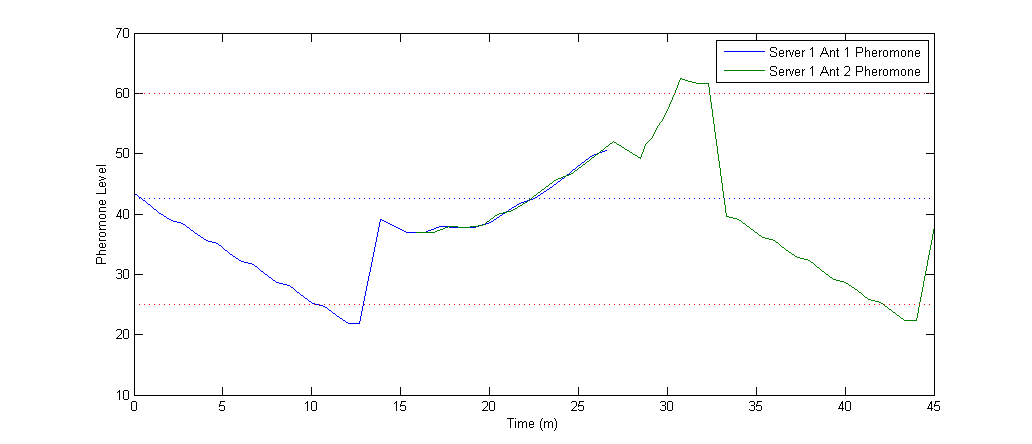 70
60
50
40
30
20
10
Pheromone Level
Server 1 Ant 1 Pheromone
Server 1 Ant 2 Pheromone
0 5 10 15 20 25 30 35 40 45
Time (m)